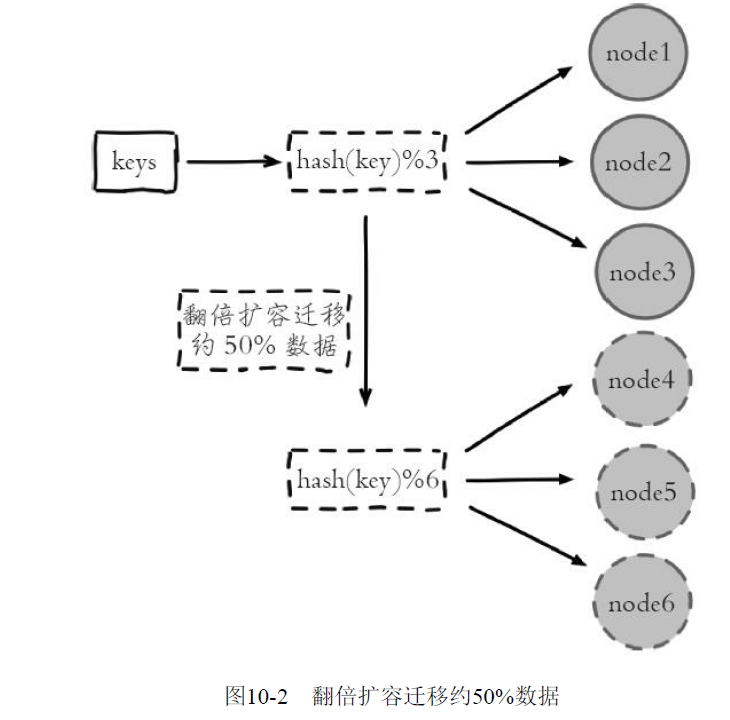 node1
keys
hash(key)%3
node2
node3
翻倍扩容迁移
约 50% 数据
node4
hash(key)%6
node5
node6
图10-2 翻倍扩容迁移约50%数据